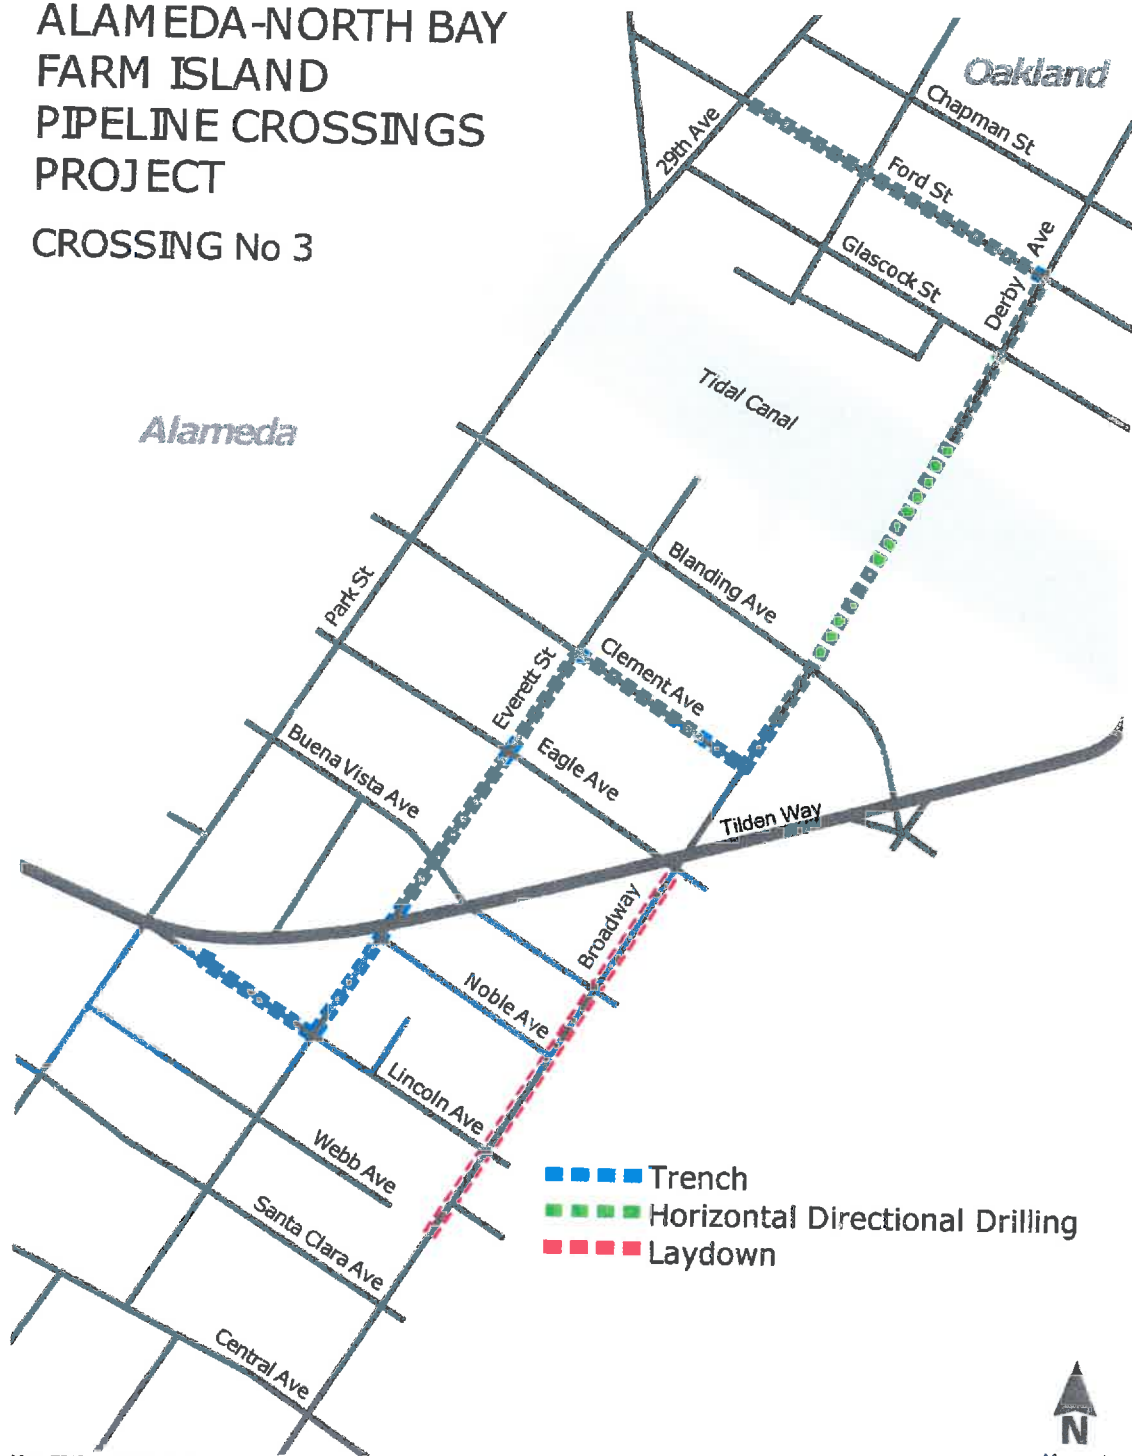 ALAMEDA-NORTH BAY
FARM ISLAND
PIPELINE CROSSINGS
PROJECT
CROSSING No 3
Oakland
Chapman St
29th Ave
Ford St
Derby Ave
Glascock St
Tidal Canal
Alameda
Blanding Ave
Park St
Clement Ave
Everett St
Eagle Ave
Buena Vista Ave
Tilden Way
Broadway
Noble Ave
Lincoln Ave
Webb Ave
Santa Clara Ave
Central Ave
Trench
Horizontal Directional Drilling
Laydown
N